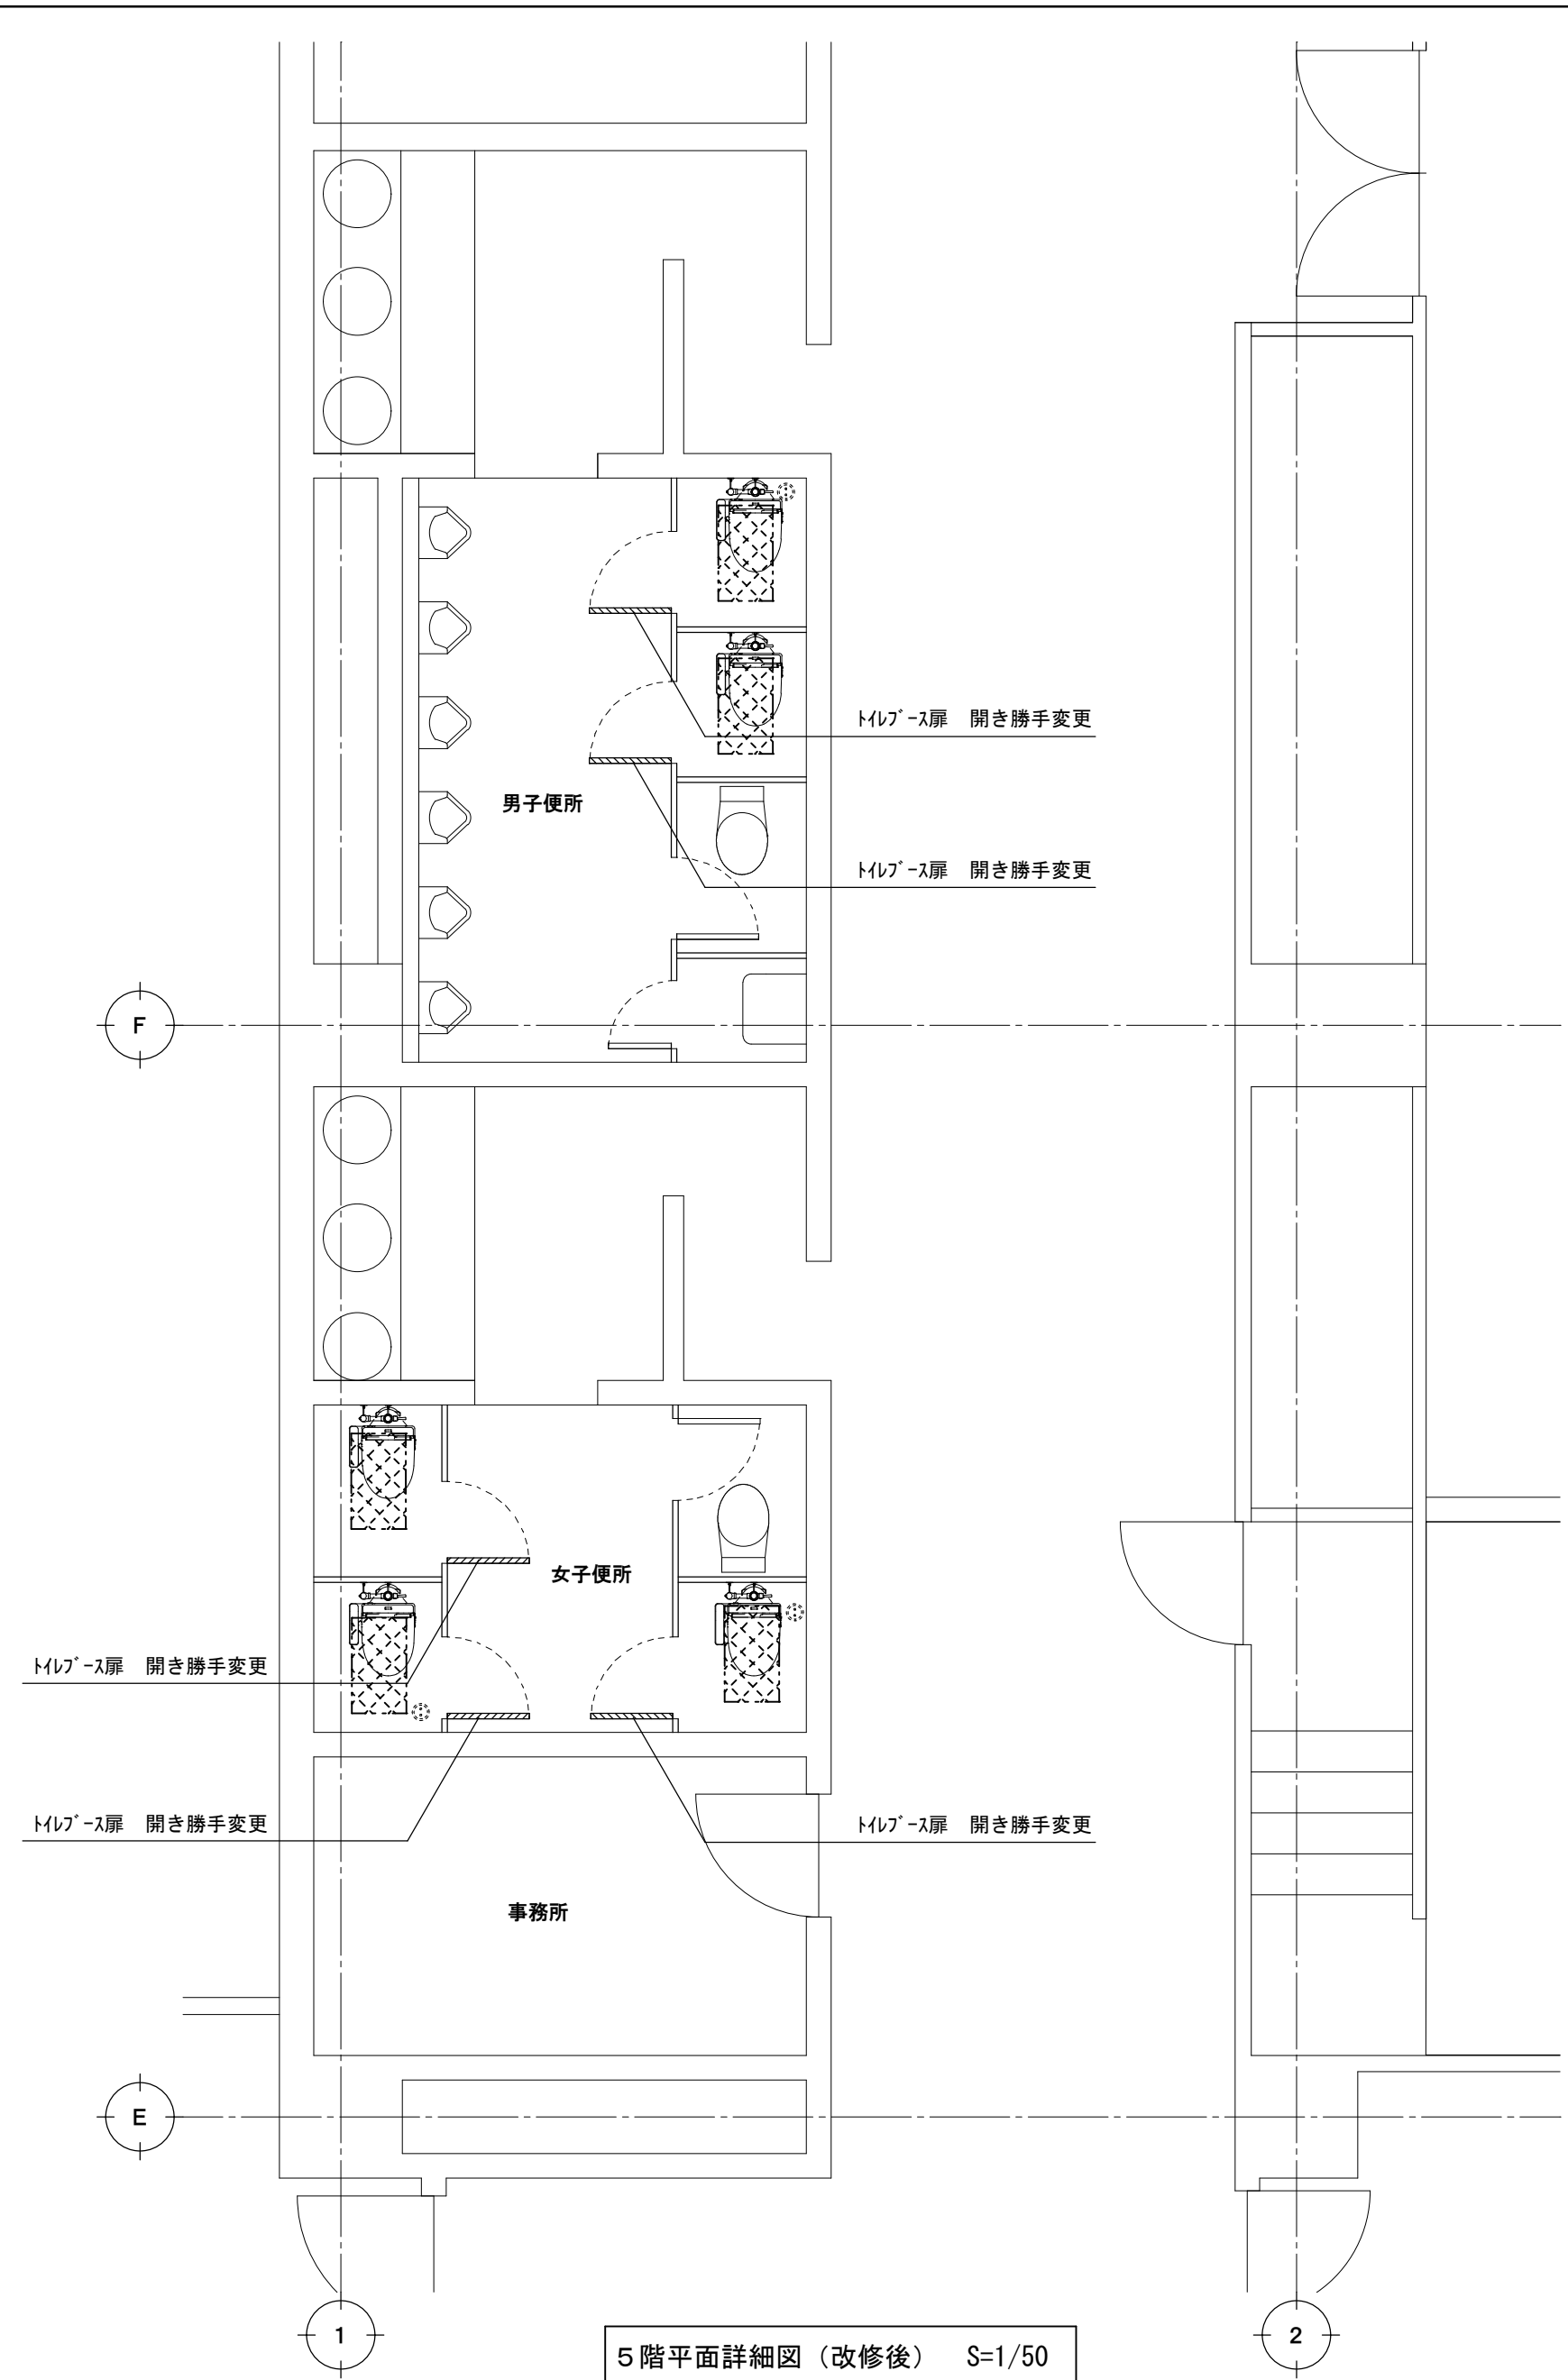 ﾄｲﾚﾌﾞｰｽ扉　開き勝手変更
男子便所
ﾄｲﾚﾌﾞｰｽ扉　開き勝手変更
F
女子便所
ﾄｲﾚﾌﾞｰｽ扉　開き勝手変更
ﾄｲﾚﾌﾞｰｽ扉　開き勝手変更
ﾄｲﾚﾌﾞｰｽ扉　開き勝手変更
事務所
E
1
2
５階平面詳細図（改修後）　S=1/50